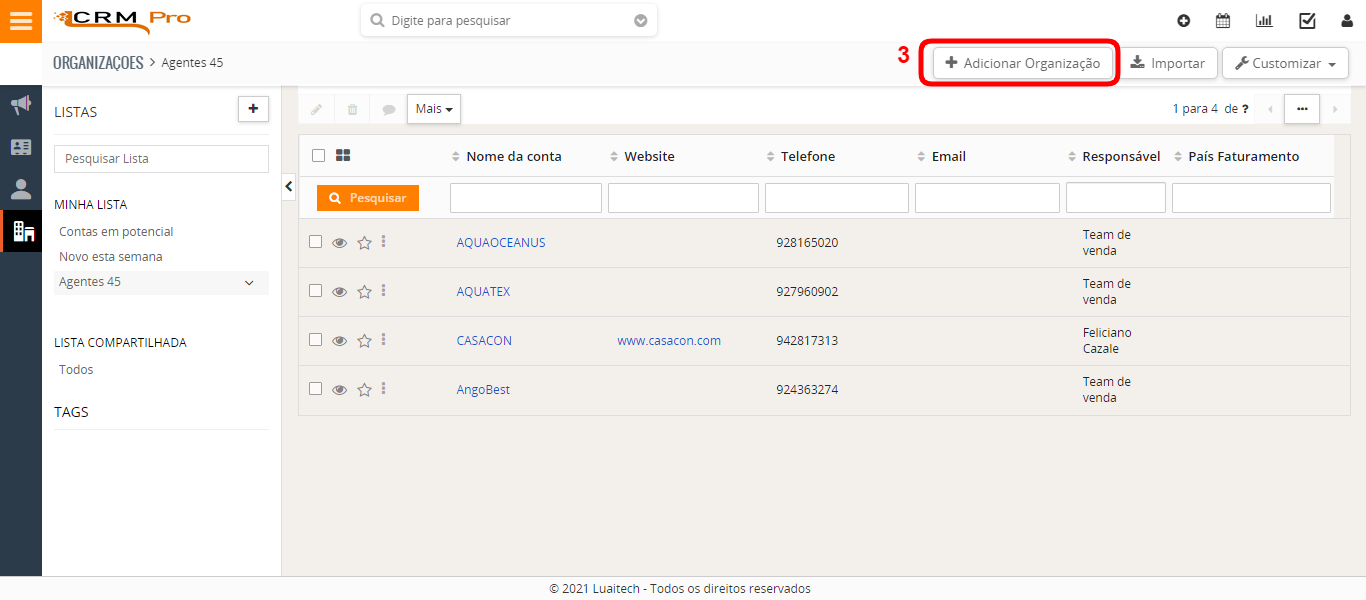 CRM Pro
Digite para pesquisar
ORGANIZAÇOES > Agentes 45
3
+ Adicionar Organização
Importar
Customizar
LISTAS
+
Pesquisar Lista
MINHA LISTA
Contas em potencial
Novo esta semana
Agentes 45
LISTA COMPARTILHADA
Todos
TAGS
Mais
1 para 4 de ?
...
Nome da conta Website Telefone Email Responsável País Faturamento
Pesquisar
AQUAOCEANUS 928165020 Team de
venda
AQUATEX 927960902 Team de
venda
CASACON www.casacon.com 942817313 Feliciano
Cazale
AngoBest 924363274 Team de
venda
© 2021 Luaitech - Todos os direitos reservados